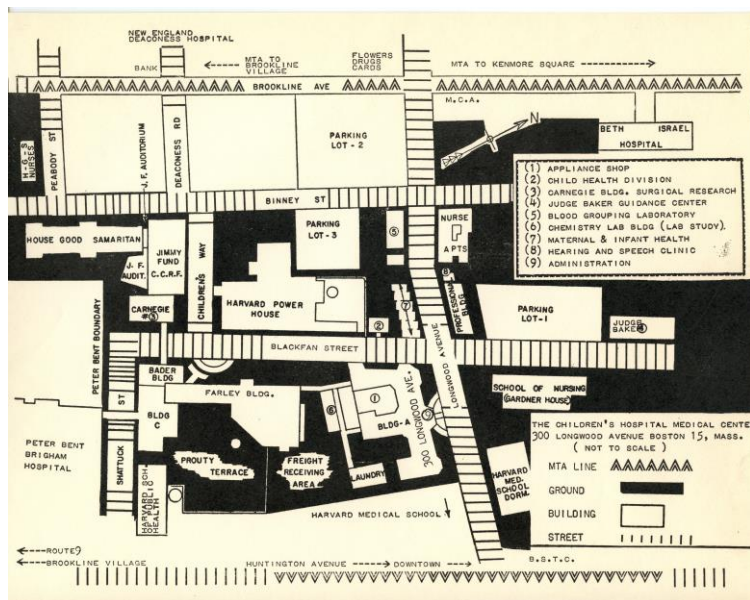 NEW ENGLAND
DEACONESS HOSPITAL
BANK
MTA TO
BROOKLINE
VILLAGE
FLOWERS
DRUGS
CARDS
MTA TO KENMORE SQUARE
BROOKLINE AVE
M.C.A.
N
BETH ISRAEL
HOSPITAL
H-G-S
NURSES
PEABODY ST
J.F. AUDITORIUM
DEACONESS RD
PARKING
LOT-2
BINNEY ST
(1) APPLIANCE SHOP
(2) CHILD HEALTH DIVISION
(3) CARNEGIE BLDG. SURGICAL RESEARCH
(4) JUDGE BAKER GUIDANCE CENTER
(5) BLOOD GROUPING LABORATORY
(6) CHEMISTRY LAB BLDG (LAB STUDY).
(7) MATERNAL & INFANT HEALTH
(8) HEARING AND SPEECH CLINIC
(9) ADMINISTRATION
HOUSE GOOD SAMARITAN
J.F.
AUDIT.
JIMMY
FUND
C.C.R.F.
CHILDREN'S WAY
PARKING
LOT-3
5
NURSE
APTS
HARVARD POWER
HOUSE
CARNEGIE
#3
7
2
8
PROFESSIONAL
BLDG
PARKING
LOT-1
JUDGE
BAKER
4
PETER BENT BOUNDARY
BLACKFAN STREET
LONGWOOD AVENUE
BADER BLDG
FARLEY BLDG.
BLDG
C
SHATTUCK ST
6
1
BLDG-A
300 LONGWOOD AVE.
SCHOOL OF NURSING
(GARDNER HOUSE)
PETER BENT
BRIGHAM
HOSPITAL
PROUTY
TERRACE
FREIGHT
RECEIVING
AREA
LAUNDRY
HARVARD SCH
OF PUBLIC
HEALTH
HARVARD
MED.
SCHOOL
DORM.
HARVARD MEDICAL SCHOOL
THE CHILDREN'S HOSPITAL MEDICAL CENTE
300 LONGWOOD AVENUE BOSTON 15, MASS.
( NOT TO SCALE )
MTA LINE
GROUND
BUILDING
STREET
B.S.T.C.
ROUTE 9
BROOKLINE VILLAGE
HUNTINGTON AVENUE
DOWNTOWN